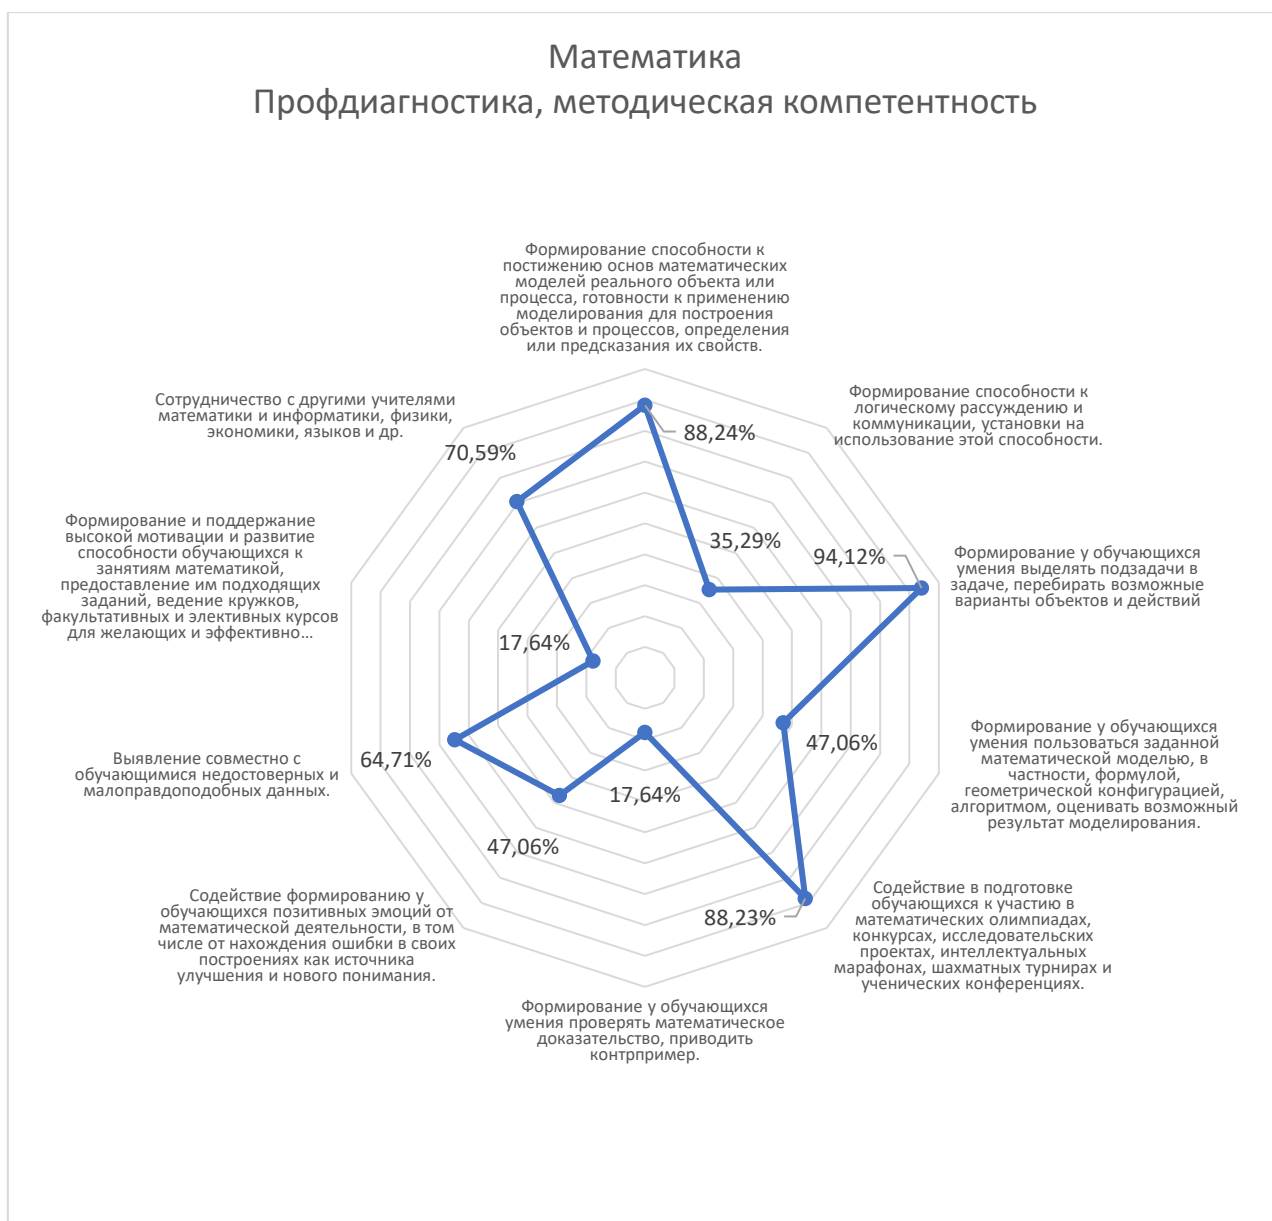 Математика
Профдиагностика, методическая компетентность
Формирование способности к
постижению основ математических
моделей реального объекта или
процесса, готовности к применению
моделирования для построения
объектов и процессов, определения
или предсказания их свойств.
88,24%
Формирование способности к
логическому рассуждению и
коммуникации, установки на
использование этой способности.
35,29%
94,12%
Формирование у обучающихся
умения выделять подзадачи в
задаче, перебирать возможные
варианты объектов и действий
47,06%
Формирование у обучающихся
умения пользоваться заданной
математической моделью, в
частности, формулой,
геометрической конфигурацией,
алгоритмом, оценивать возможный
результат моделирования.
88,23%
Содействие в подготовке
обучающихся к участию в
математических олимпиадах,
конкурсах, исследовательских
проектах, интеллектуальных
марафонах, шахматных турнирах и
ученических конференциях.
17,64%
Формирование у обучающихся
умения проверять математическое
доказательство, приводить
контрпример.
47,06%
Содействие формированию у
обучающихся позитивных эмоций от
математической деятельности, в том
числе от нахождения ошибки в своих
построениях как источника
улучшения и нового понимания.
64,71%
Выявление совместно с
обучающимися недостоверных и
малоправдоподобных данных.
17,64%
Формирование и поддержание
высокой мотивации и развитие
способности обучающихся к
занятиям математикой,
предоставление им подходящих
заданий, ведение кружков,
факультативных и элективных курсов
для желающих и эффективно…
70,59%
Сотрудничество с другими учителями
математики и информатики, физики,
экономики, языков и др.